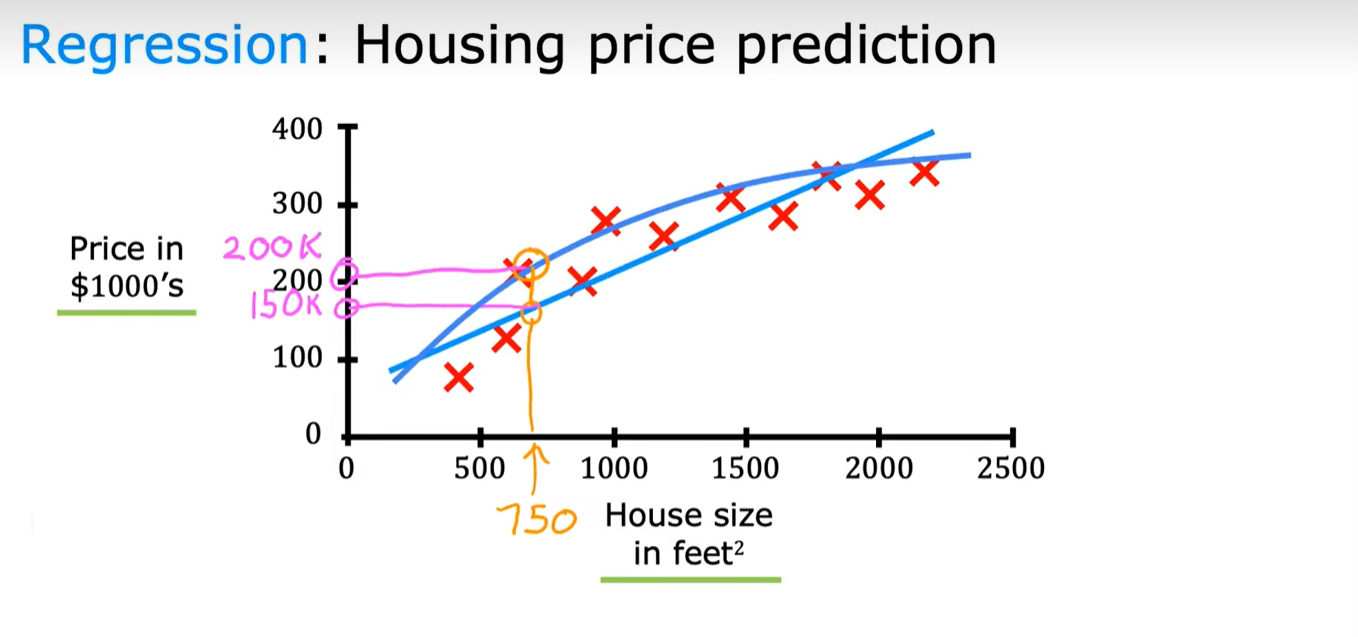 Regression: Housing price prediction
400
300
Price in
$1000's
200K
200
150K
100
0
0 500 1000 1500 2000 2500
750
House size
in feet²